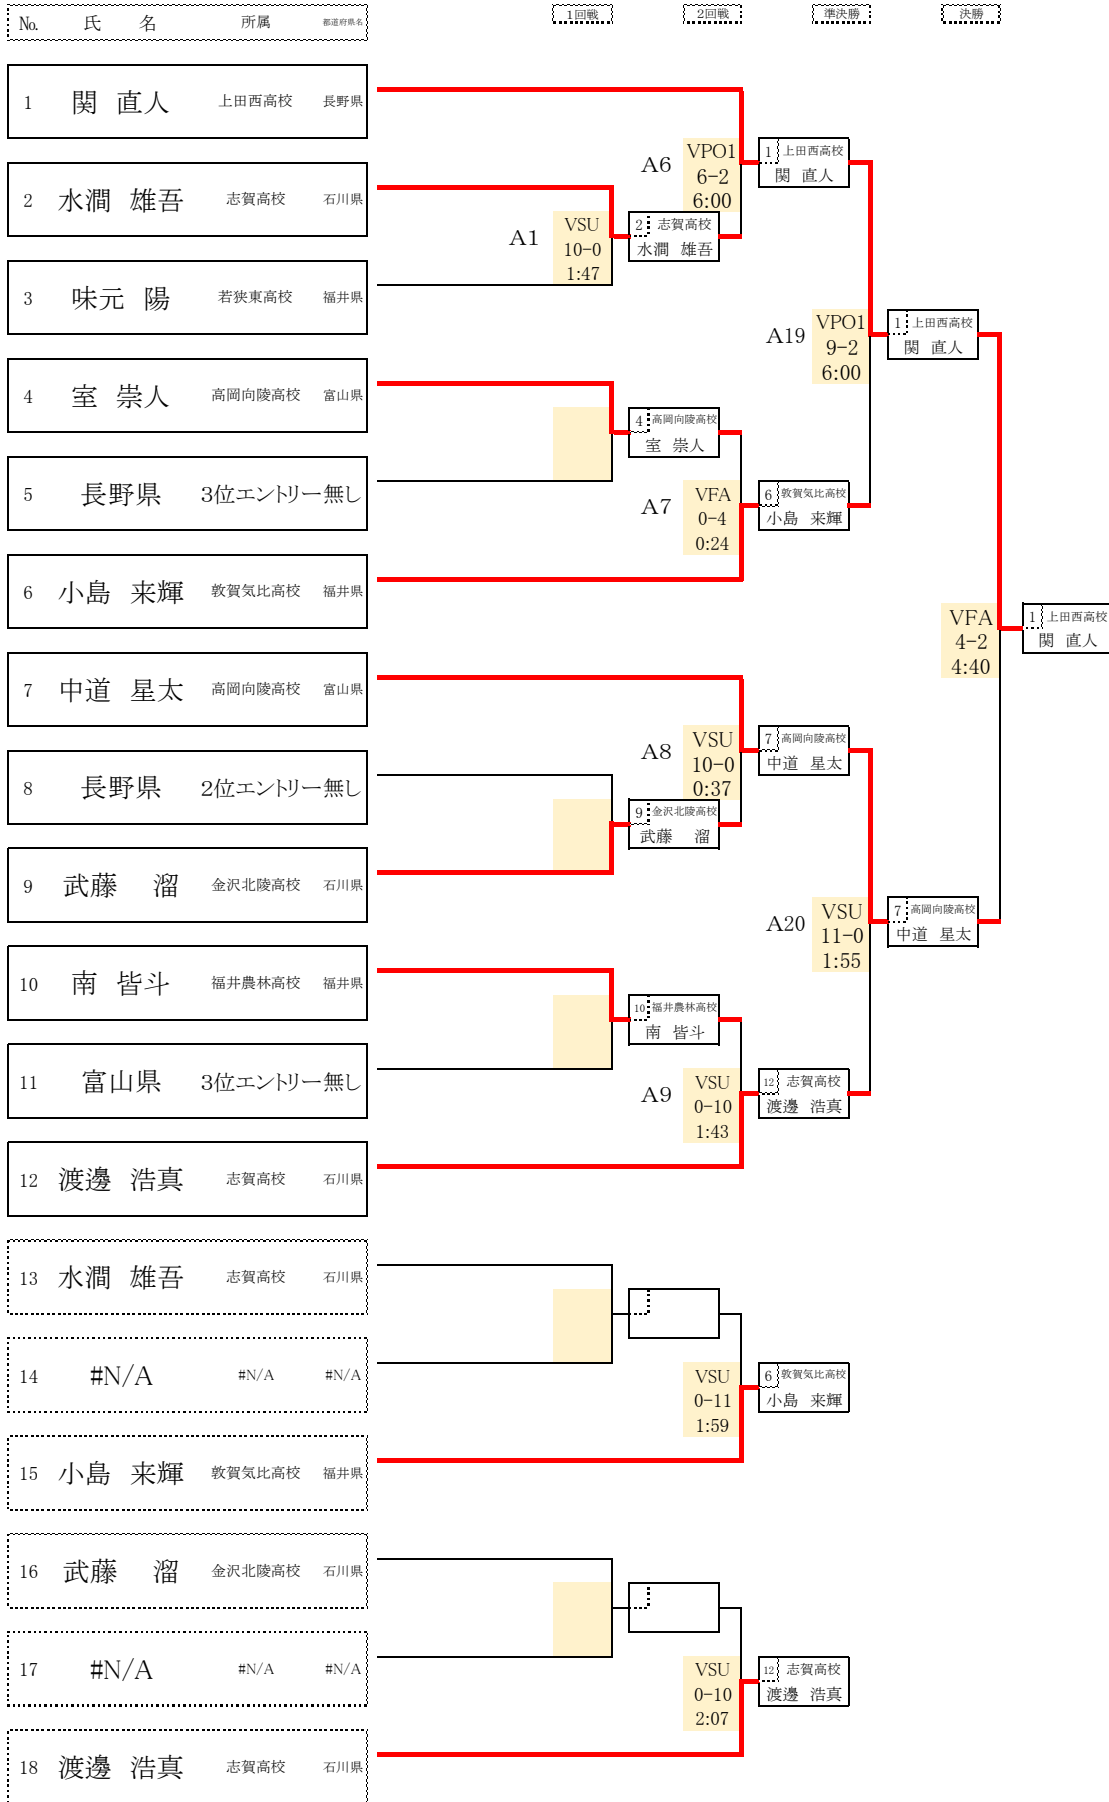 No. 氏 名 所属 都道府県名 1回戦 2回戦 準決勝 決勝
1 関 直人 上田西高校 長野県
A6 VPO1 6-2 6:00
1 上田西高校
関 直人
2 水澗 雄吾 志賀高校 石川県
A1 VSU 10-0 1:47
2 志賀高校
水澗 雄吾
3 味元 陽 若狭東高校 福井県
A19 VPO1 9-2 6:00
1 上田西高校
関 直人
4 室 崇人 高岡向陵高校 富山県
4 高岡向陵高校
室 崇人
5 長野県 3位エントリー無し
A7 VFA 0-4 0:24
6 敦賀気比高校
小島 来輝
6 小島 来輝 敦賀気比高校 福井県
VFA 4-2 4:40
1 上田西高校
関 直人
7 中道 星太 高岡向陵高校 富山県
A8 VSU 10-0 0:37
7 高岡向陵高校
中道 星太
8 長野県 2位エントリー無し
9 金沢北陵高校
武藤 溜
9 武藤 溜 金沢北陵高校 石川県
A20 VSU 11-0 1:55
7 高岡向陵高校
中道 星太
10 南 皆斗 福井農林高校 福井県
10 福井農林高校
南 皆斗
11 富山県 3位エントリー無し
A9 VSU 0-10 1:43
12 志賀高校
渡邊 浩真
12 渡邊 浩真 志賀高校 石川県
13 水澗 雄吾 志賀高校 石川県
14 #N/A #N/A #N/A
VSU 0-11 1:59
6 敦賀気比高校
小島 来輝
15 小島 来輝 敦賀気比高校 福井県
16 武藤 溜 金沢北陵高校 石川県
17 #N/A #N/A #N/A
VSU 0-10 2:07
12 志賀高校
渡邊 浩真
18 渡邊 浩真 志賀高校 石川県